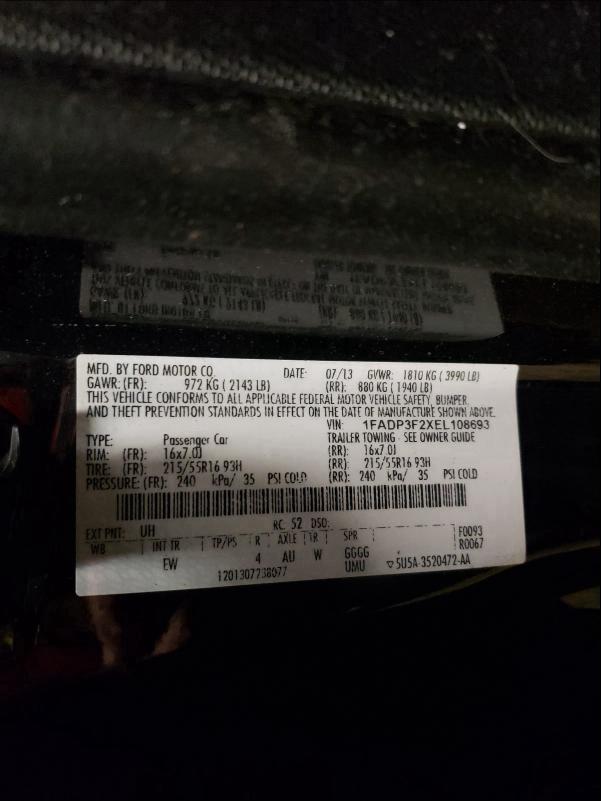 MFD. BY FORD MOTOR CO. DATE: 07/13 GVWR: 1810 KG ( 3990 LB)
GAWR: (FR): 972 KG ( 2143 LB) (RR): 880 KG ( 1940 LB)
THIS VEHICLE CONFORMS TO ALL APPLICABLE FEDERAL MOTOR VEHICLE SAFETY, BUMPER,
AND THEFT PREVENTION STANDARDS IN EFFECT ON THE DATE OF MANUFACTURE SHOWN ABOVE.
VIN: 1FADP3F2XEL108693
TYPE: Passenger Car TRAILER TOWING - SEE OWNER GUIDE
RIM: (FR): 16x7.0J (RR): 16x7.0J
TIRE: (FR): 215/55R16 93H (RR): 215/55R16 93H
PRESSURE: (FR): 240 kPa/ 35 PSI COLD (RR): 240 kPa/ 35 PSI COLD
EXT PNT: UH RC: 52 DSO: F0093
WB INT TR TP/PS R AXLE TR SPR R0067
EW 4 AU W GGGG
1201307238077 UMU ▽ 5U5A-3520472-AA